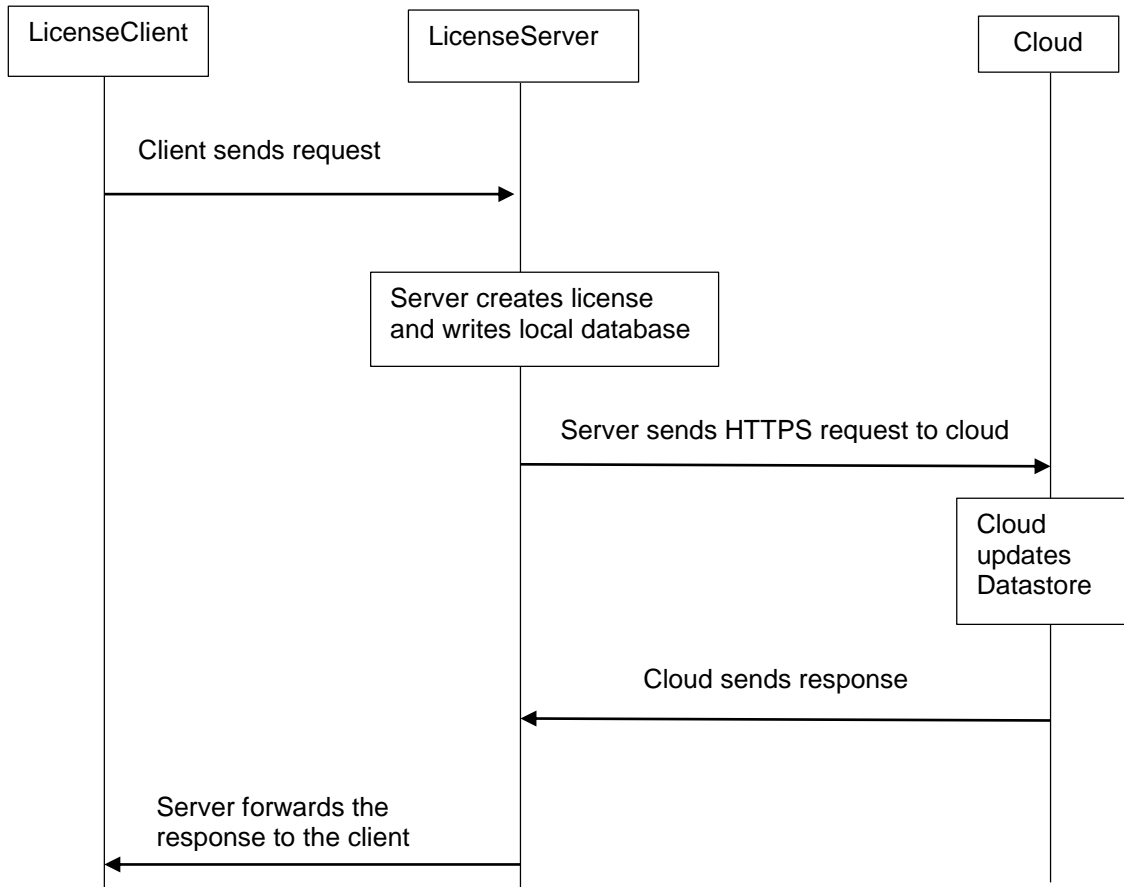 LicenseClient
LicenseServer
Cloud
Client sends request
Server creates license
and writes local database
Server sends HTTPS request to cloud
Cloud
updates
Datastore
Cloud sends response
Server forwards the
response to the client